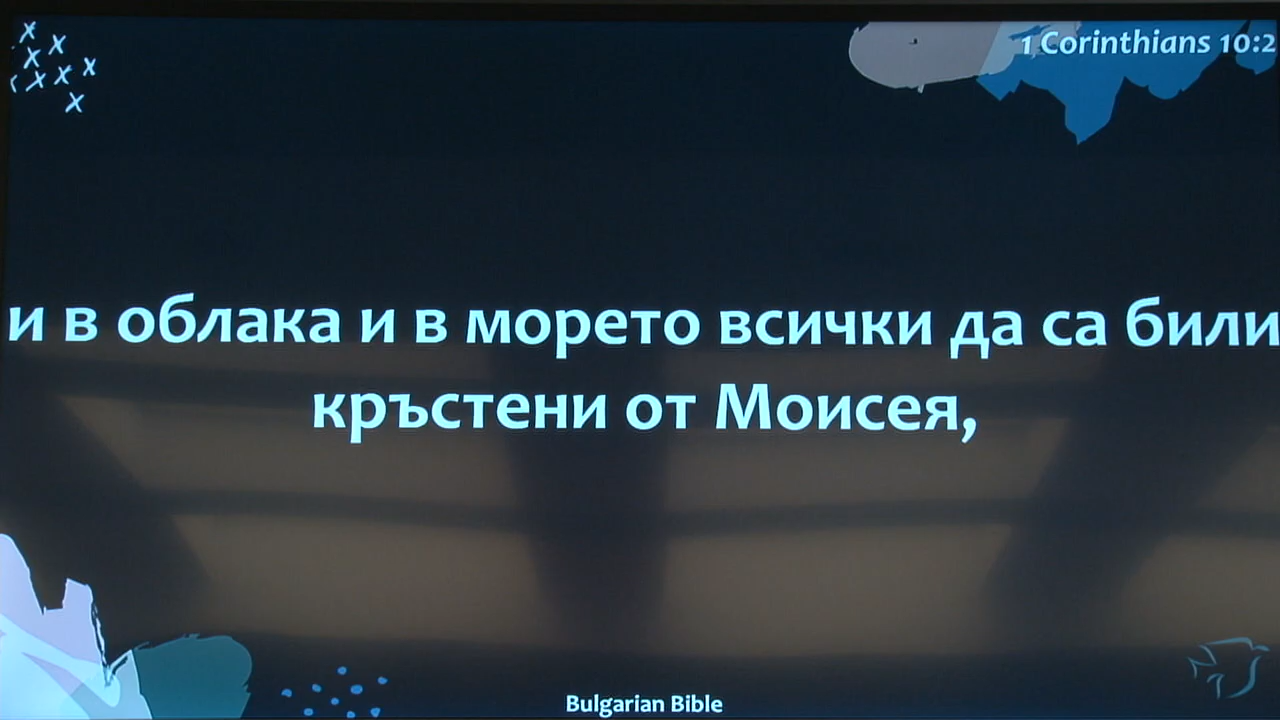 1 Corinthians 10:2
и в облака и в морето всички да са били
кръстени от Моисея,
Bulgarian Bible